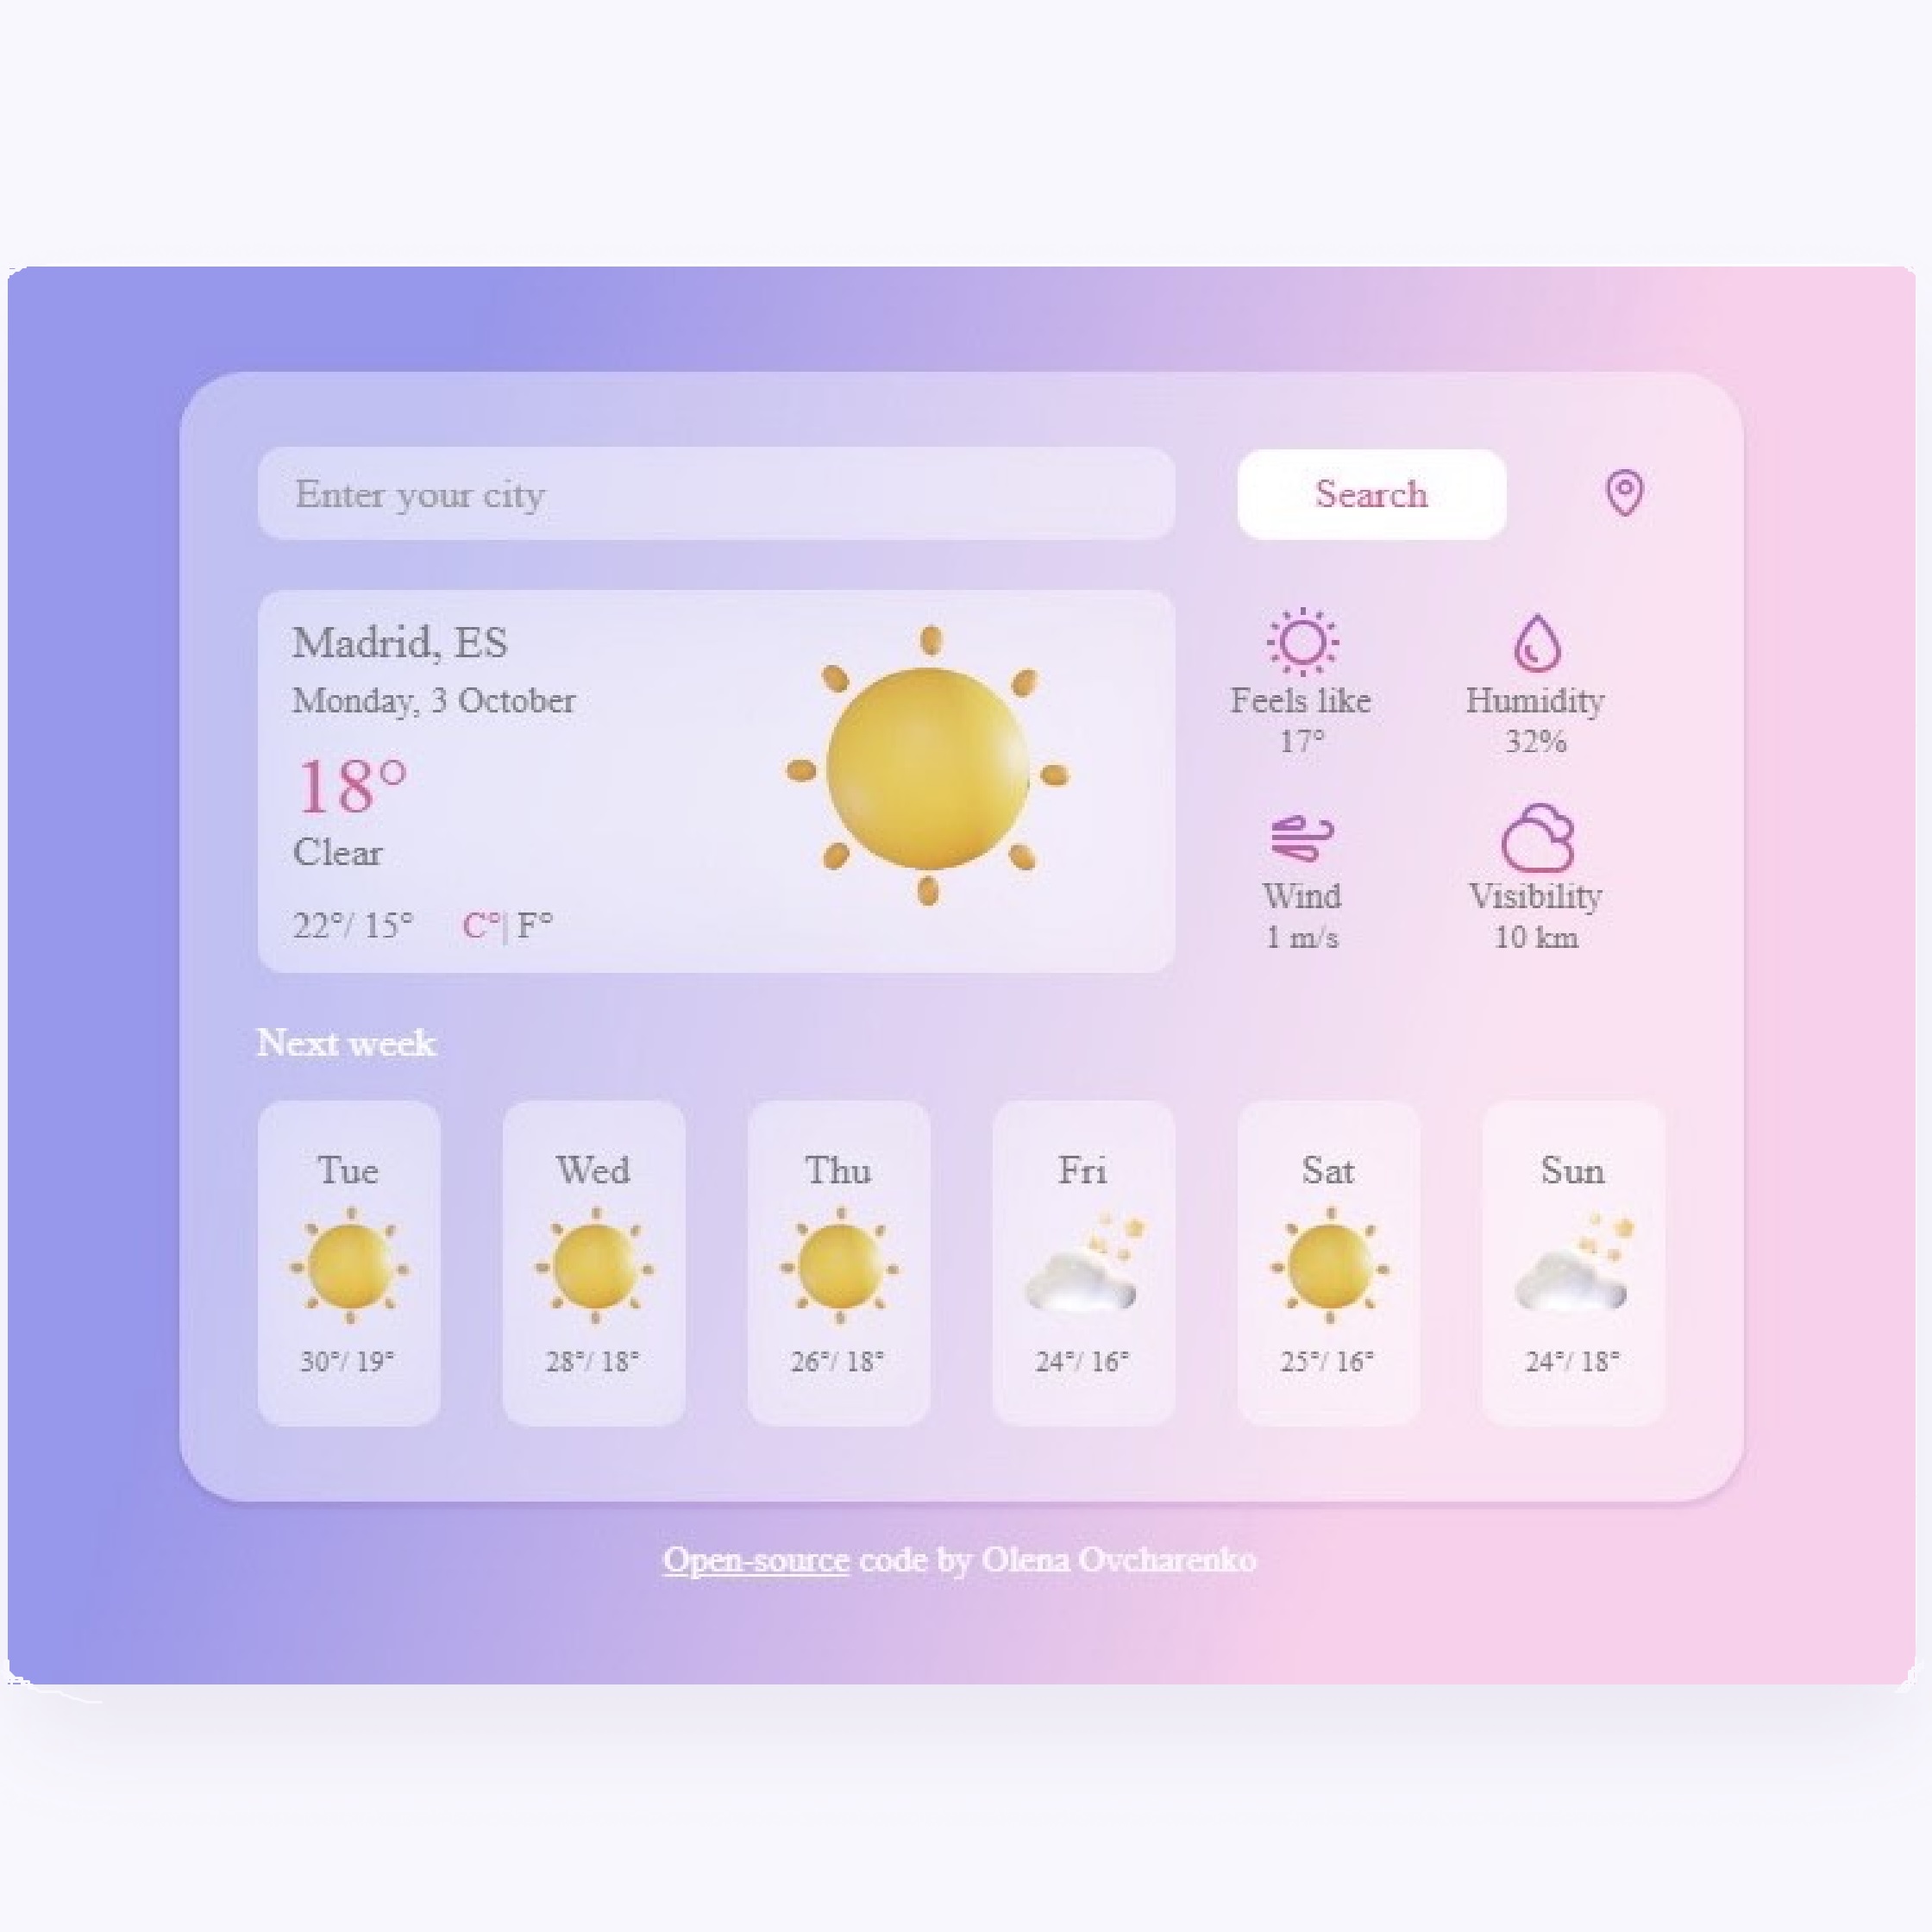 Enter your city
Search
Madrid, ES
Monday, 3 October
18°
Clear
22°/ 15° C°| F°
Feels like
17°
Humidity
32%
Wind
1 m/s
Visibility
10 km
Next week
Tue
30°/ 19°
Wed
28°/ 18°
Thu
26°/ 18°
Fri
24°/ 16°
Sat
25°/ 16°
Sun
24°/ 18°
Open-source code by Olena Ovcharenko